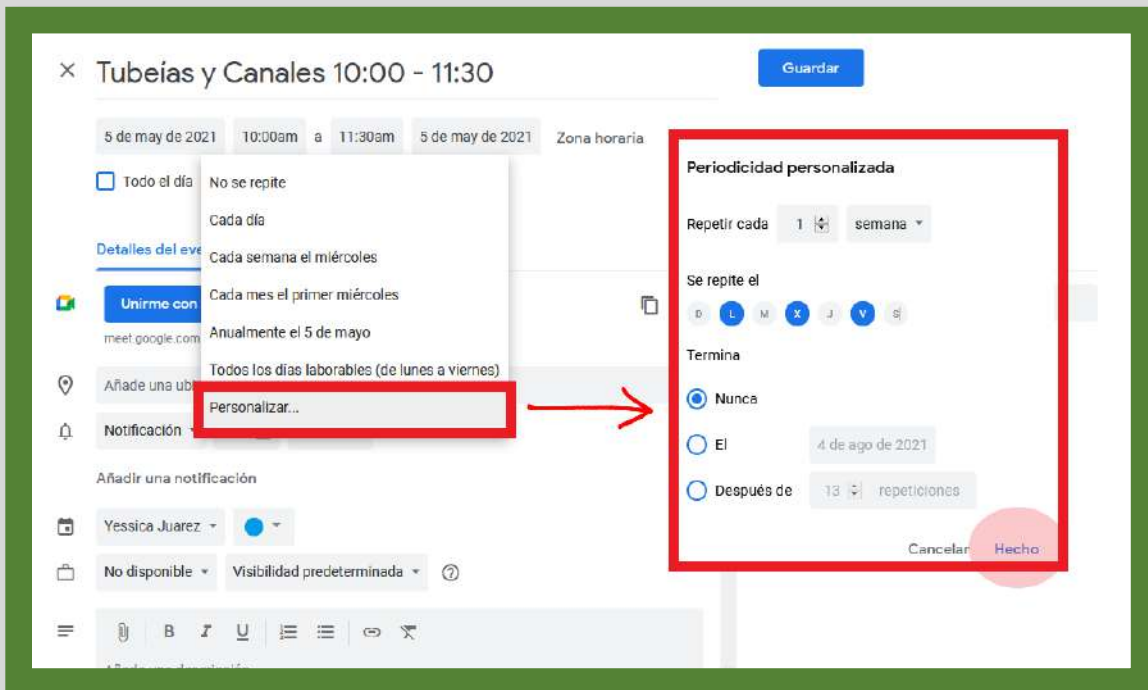 Tubeías y Canales 10:00 - 11:30
Guardar
5 de may de 2021 10:00am a 11:30am 5 de may de 2021 Zona horaria
Todo el día
No se repite
Cada día
Cada semana el miércoles
Cada mes el primer miércoles
Anualmente el 5 de mayo
Todos los días laborables (de lunes a viernes)
Personalizar...
Detalles del eve
Unirme con
meet.google.com
Añade una ubi
Notificación
Añadir una notificación
Yessica Juarez
No disponible Visibilidad predeterminada
B I U
Periodicidad personalizada
Repetir cada 1 semana
Se repite el
D L M X J V S
Termina
Nunca
El 4 de ago de 2021
Después de 13 repeticiones
Cancelar Hecho